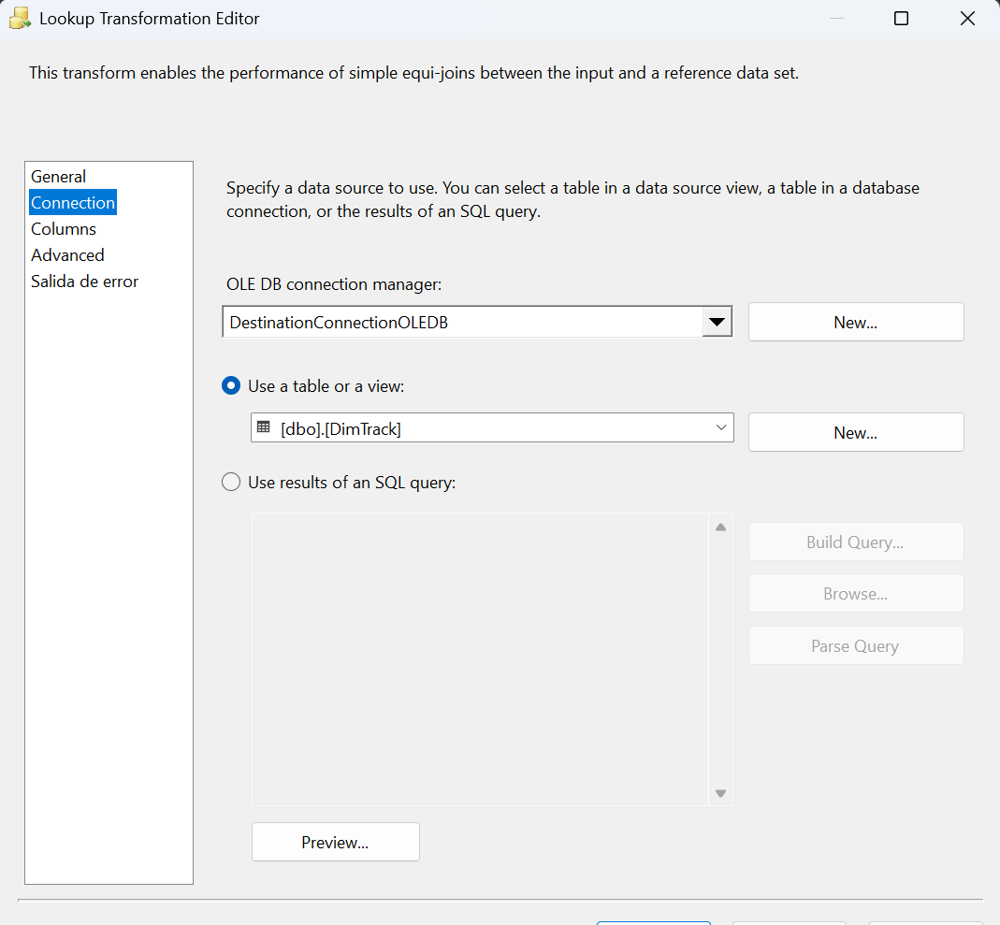 Lookup Transformation Editor
This transform enables the performance of simple equi-joins between the input and a reference data set.
General
Connection
Columns
Advanced
Salida de error
Specify a data source to use. You can select a table in a data source view, a table in a database
connection, or the results of an SQL query.
OLE DB connection manager:
DestinationConnectionOLEDB
New...
Use a table or a view:
[dbo].[DimTrack]
New...
Use results of an SQL query:
Build Query...
Browse...
Parse Query
Preview...